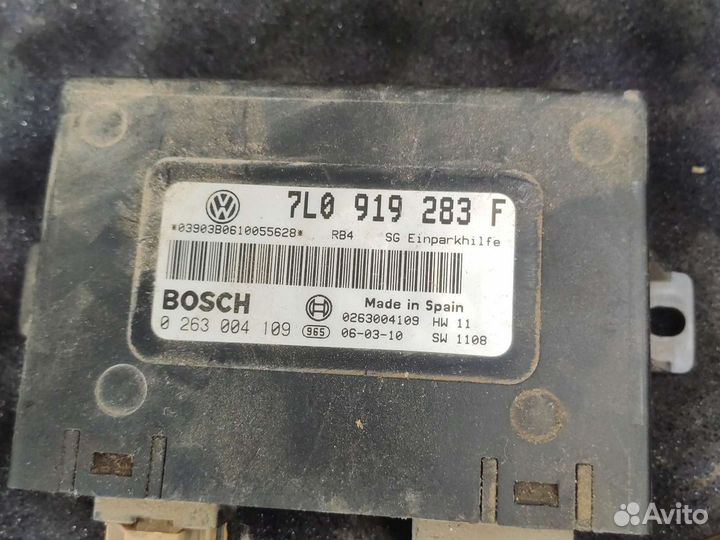 7L0 919 283 F
*03903B0610055628* RB4 SG Einparkhilfe
BOSCH
Made in Spain
0263004109 HW 11
0 263 004 109 965 06-03-10 SW 1108
Avito